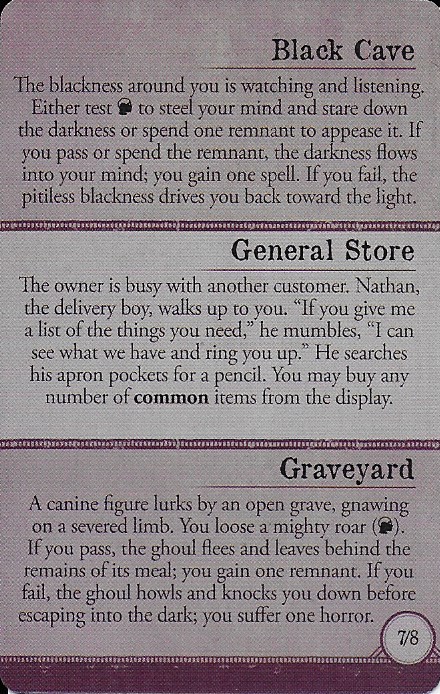 Black Cave
The blackness around you is watching and listening.
Either test to steel your mind and stare down
the darkness or spend one remnant to appease it. If
you pass or spend the remnant, the darkness flows
into your mind; you gain one spell. If you fail, the
pitiless blackness drives you back toward the light.
General Store
The owner is busy with another customer. Nathan,
the delivery boy, walks up to you. “If you give me
a list of the things you need,” he mumbles, “I can
see what we have and ring you up.” He searches
his apron pockets for a pencil. You may buy any
number of common items from the display.
Graveyard
A canine figure lurks by an open grave, gnawing
on a severed limb. You loose a mighty roar ( ).
If you pass, the ghoul flees and leaves behind the
remains of its meal; you gain one remnant. If you
fail, the ghoul howls and knocks you down before
escaping into the dark; you suffer one horror.
7/8